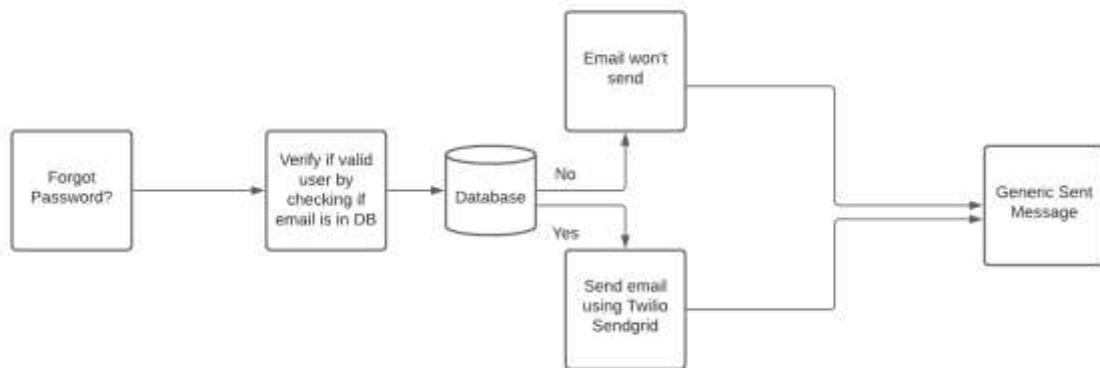 Forgot
Password?
Verify if valid
user by
checking if
email is in DB
Database
No
Yes
Email won't
send
Send email
using Twilio
Sendgrid
Generic Sent
Message